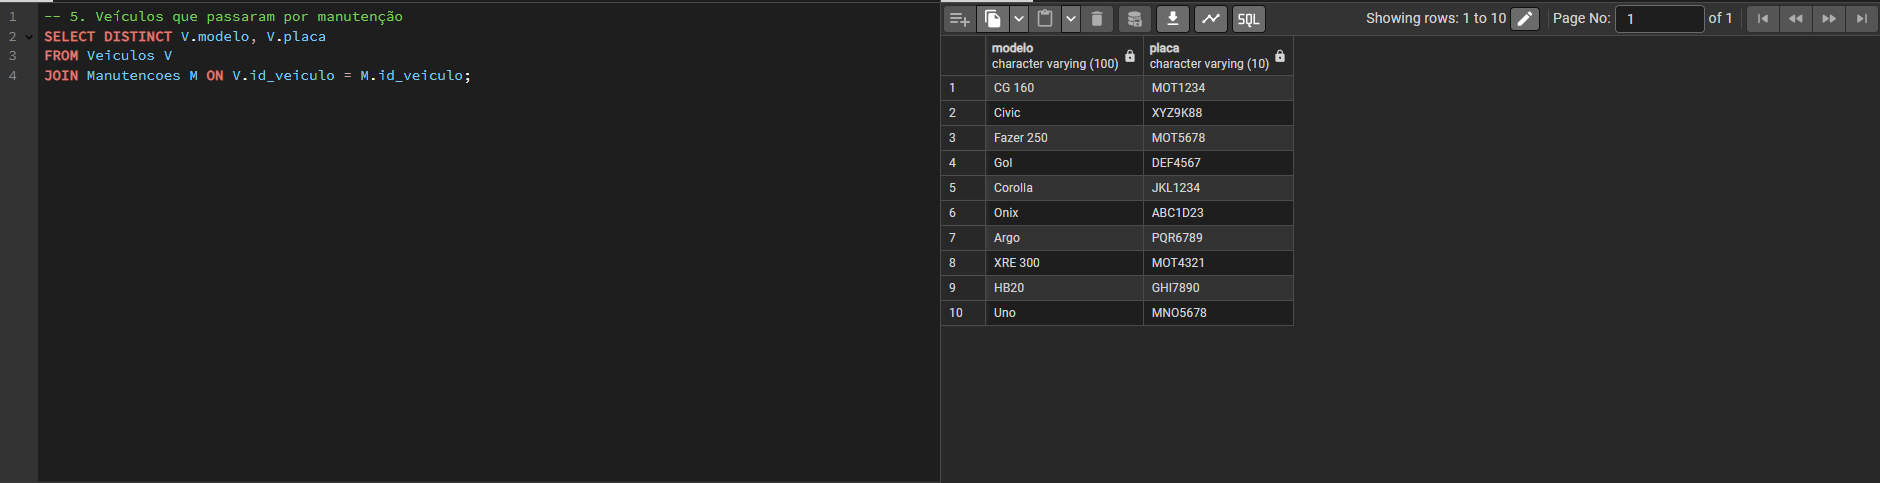 1 -- 5. Veículos que passaram por manutenção
2 SELECT DISTINCT V.modelo, V.placa
3 FROM Veiculos V
4 JOIN Manutencoes M ON V.id_veiculo = M.id_veiculo;
SQL Showing rows: 1 to 10 Page No: 1 of 1
modelo placa
character varying (100) character varying (10)
1 CG 160 MOT1234
2 Civic XYZ9K88
3 Fazer 250 MOT5678
4 Gol DEF4567
5 Corolla JKL1234
6 Onix ABC1D23
7 Argo PQR6789
8 XRE 300 MOT4321
9 HB20 GHI7890
10 Uno MNO5678